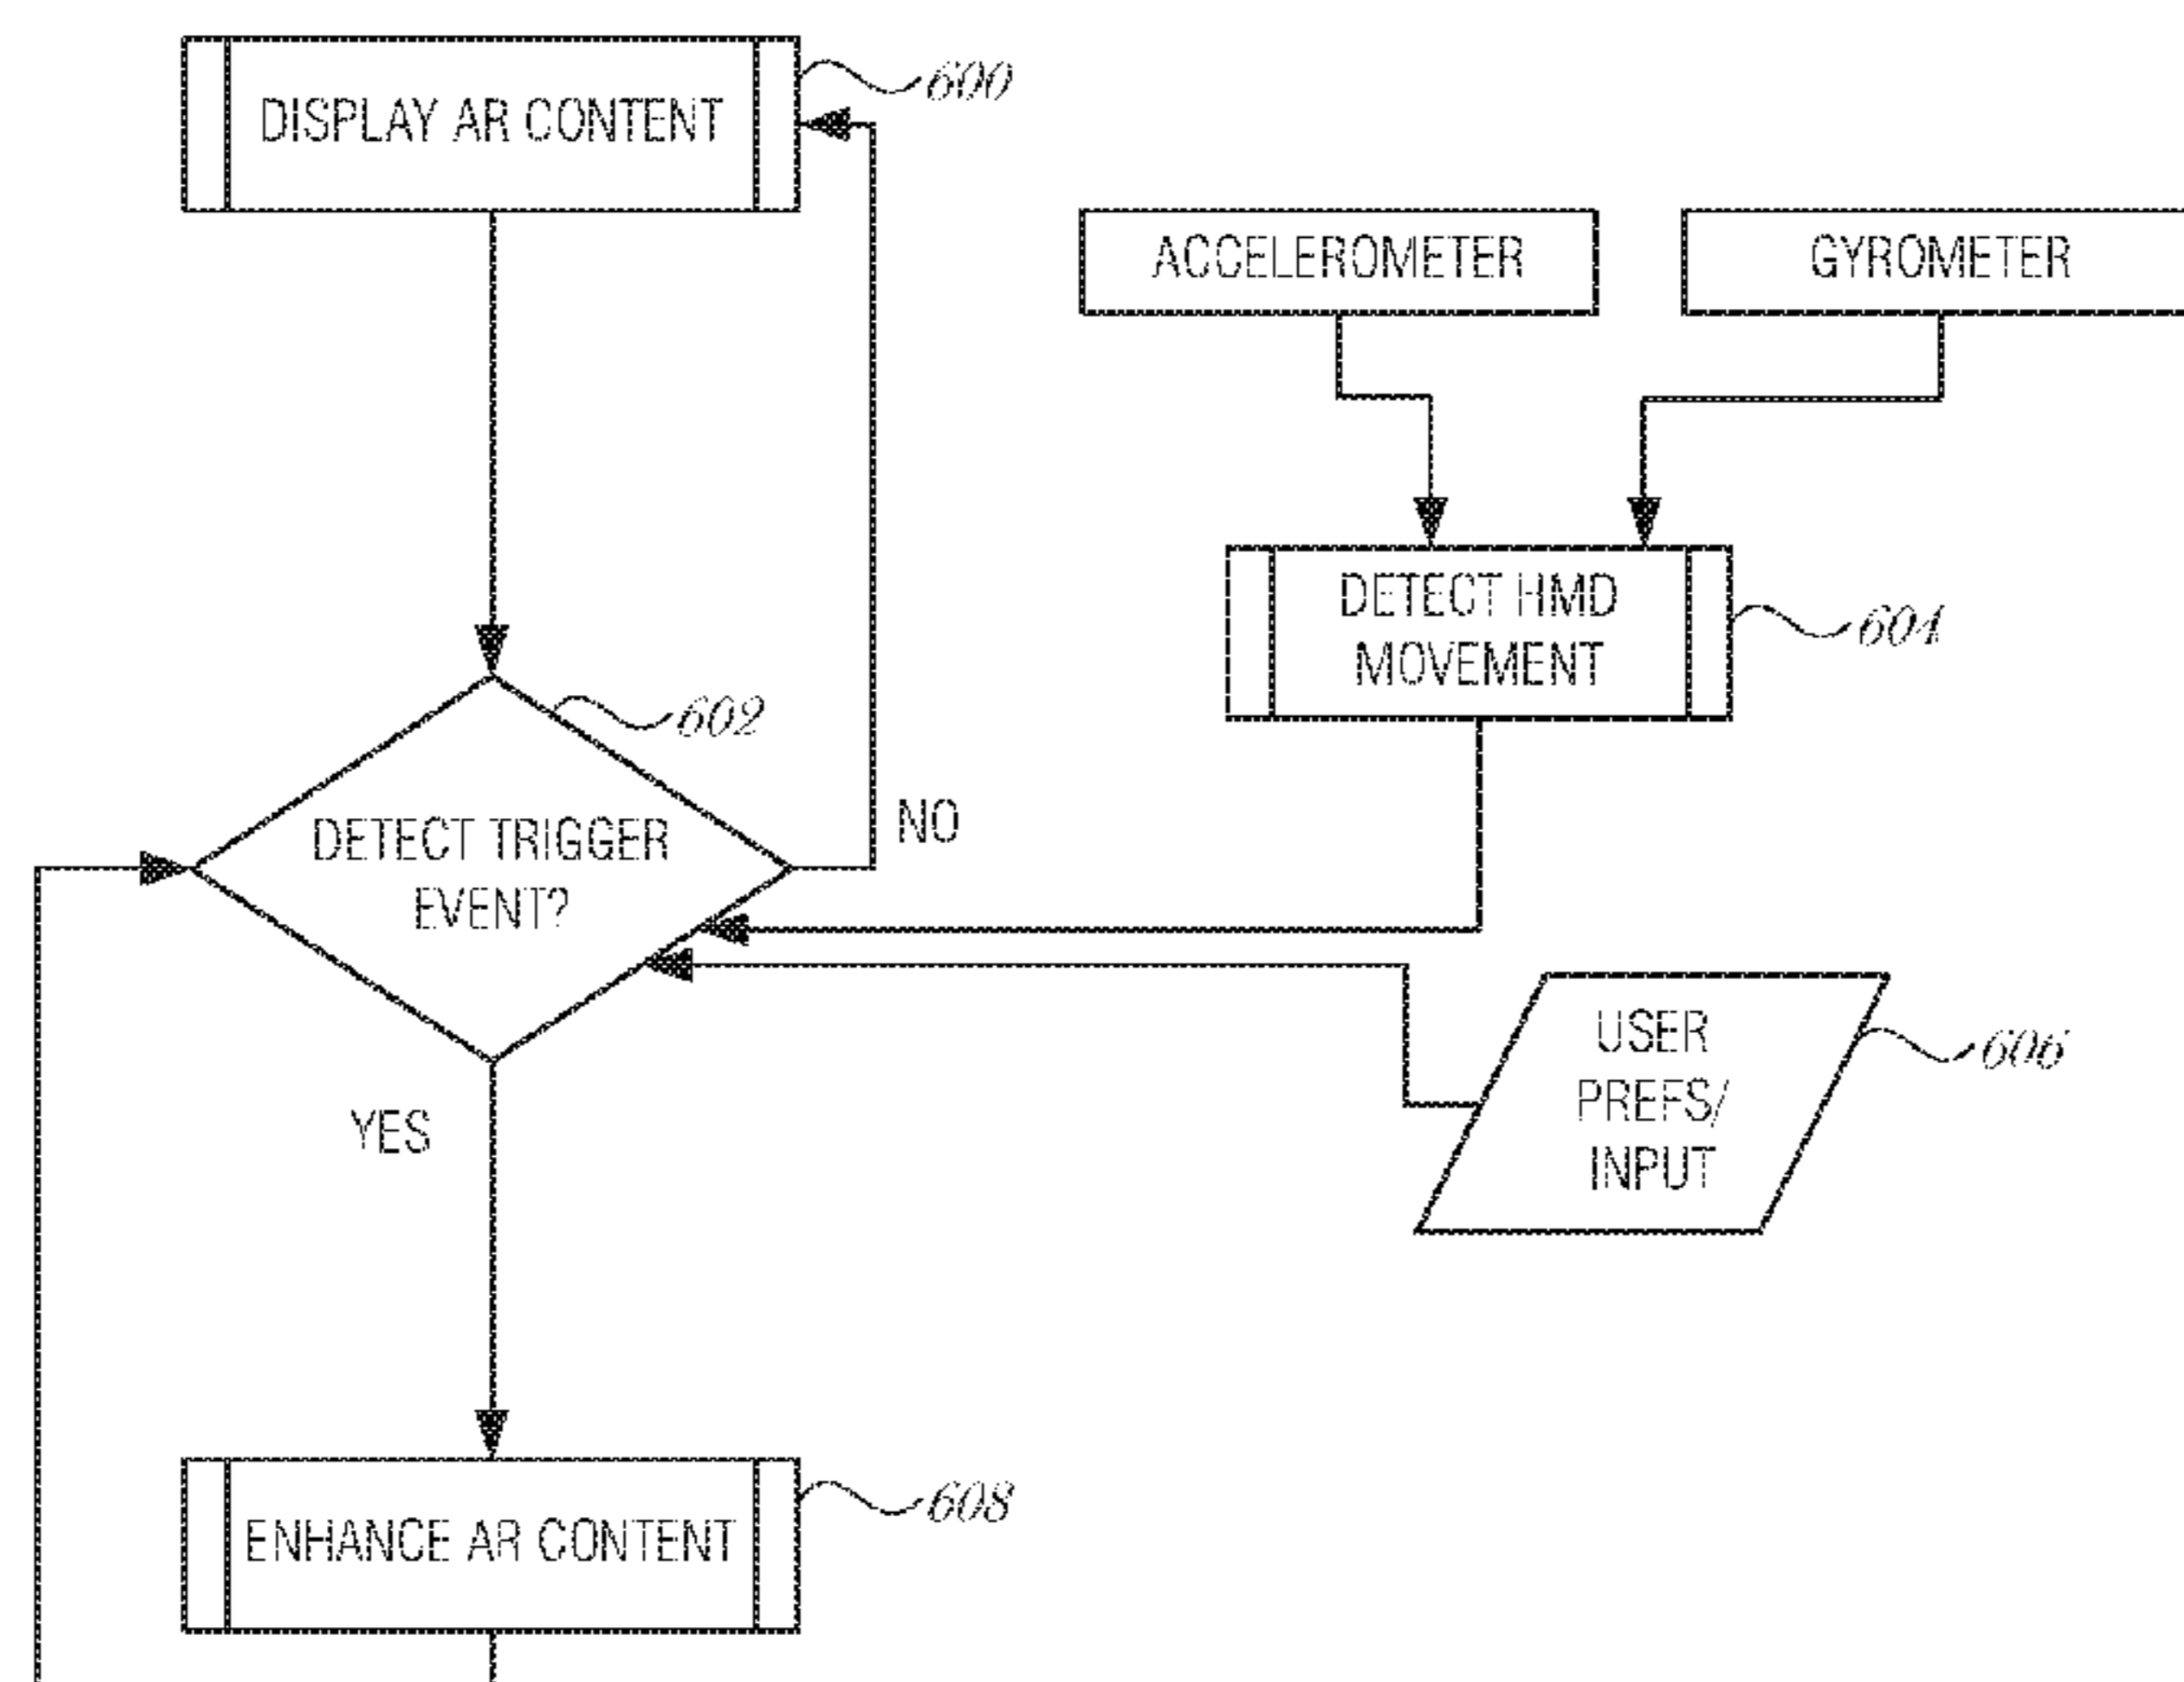 DISPLAY AR CONTENT
600
ACCELEROMETER
GYROMETER
DETECT HMD
MOVEMENT
604
602
DETECT TRIGGER
EVENT?
NO
USER
PREFS/
INPUT
606
YES
ENHANCE AR CONTENT
608